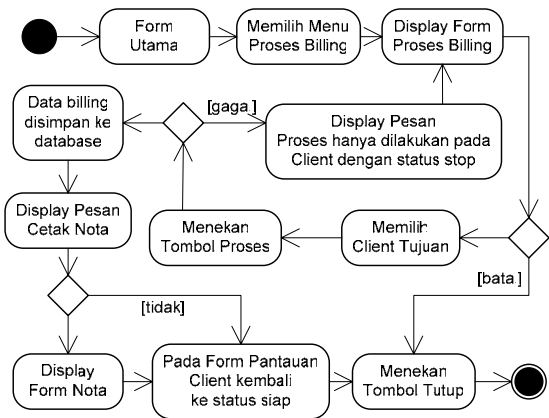 Form
Utama
Memilih Menu
Proses Billing
Display Form
Proses Billing
Data billing
disimpan ke
database
[gaga.]
Display Pesan
Proses hanya dilakukan pada
Client dengan status stop
Display Pesan
Cetak Nota
Menekan
Tombol Proses
Memilih
Client Tujuan
[bata.]
[tidak]
Display
Form Nota
Pada Form Pantauan
Client kembali
ke status siap
Menekan
Tombol Tutup